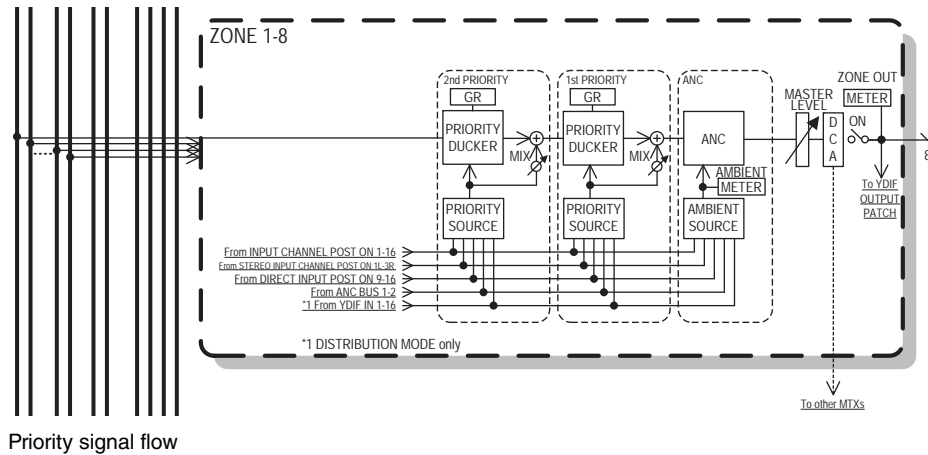 ZONE 1-8
2nd PRIORITY
GR
PRIORITY
DUCKER
MIX
PRIORITY
SOURCE
1st PRIORITY
GR
PRIORITY
DUCKER
MIX
PRIORITY
SOURCE
ANC
ANC
AMBIENT
METER
AMBIENT
SOURCE
MASTER
LEVEL
D
C
A
ON
ZONE OUT
METER
8
To YDIF
OUTPUT
PATCH
From INPUT CHANNEL POST ON 1-16
From STEREO INPUT CHANNEL POST ON 1L-3R
From DIRECT INPUT POST ON 9-16
From ANC BUS 1-2
*1 From YDIF IN 1-16
*1 DISTRIBUTION MODE only
To other MTXs
Priority signal flow